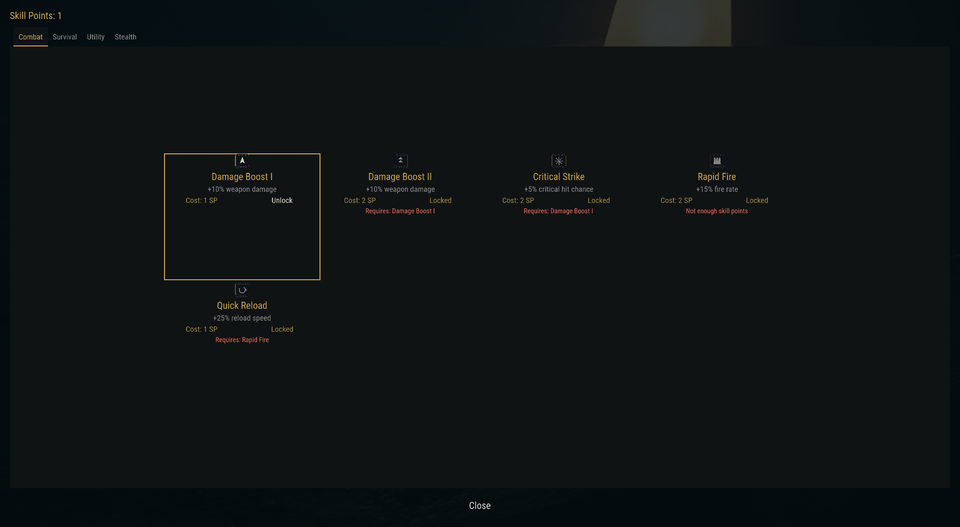 Skill Points: 1
Combat Survival Utility Stealth
Damage Boost I
+10% weapon damage
Cost: 1 SP Unlock
Damage Boost II
+10% weapon damage
Cost: 2 SP Locked
Requires: Damage Boost I
Critical Strike
+5% critical hit chance
Cost: 2 SP Locked
Requires: Damage Boost I
Rapid Fire
+15% fire rate
Cost: 2 SP Locked
Not enough skill points
Quick Reload
+25% reload speed
Cost: 1 SP Locked
Requires: Rapid Fire
Close